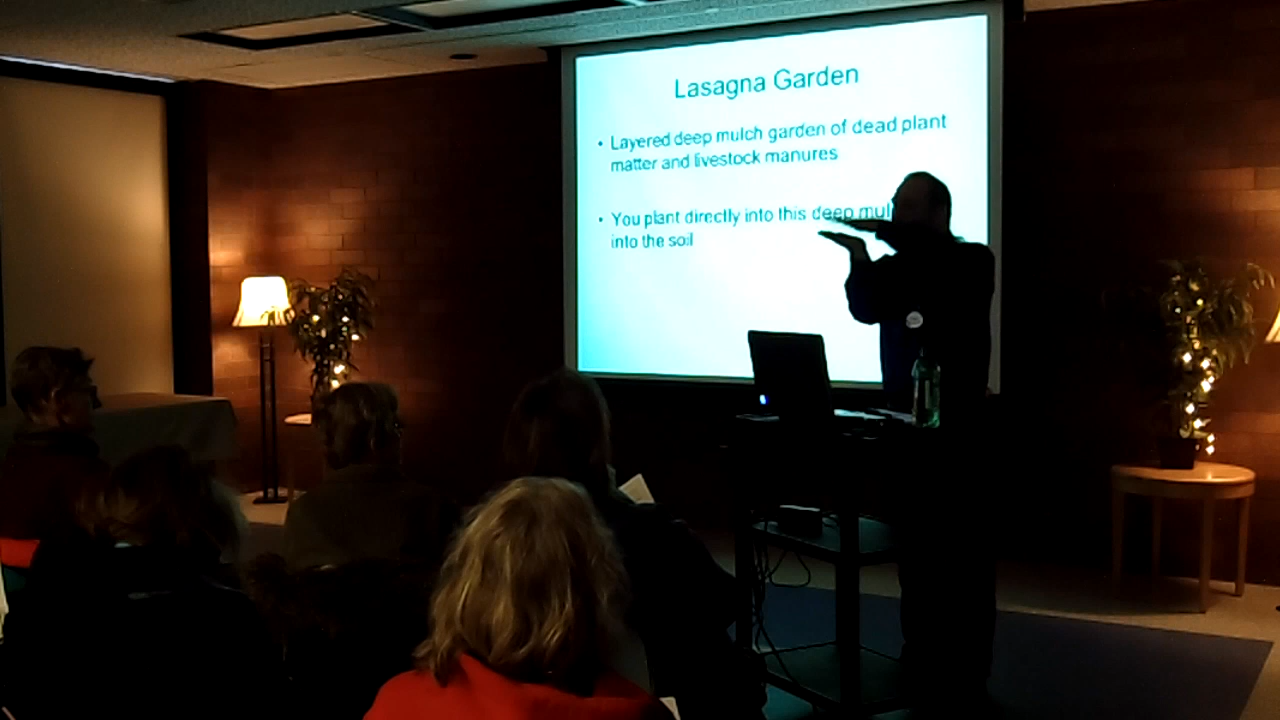 Lasagna Garden
• Layered deep mulch garden of dead plant
matter and livestock manures
• You plant directly into this deep mul
into the soil